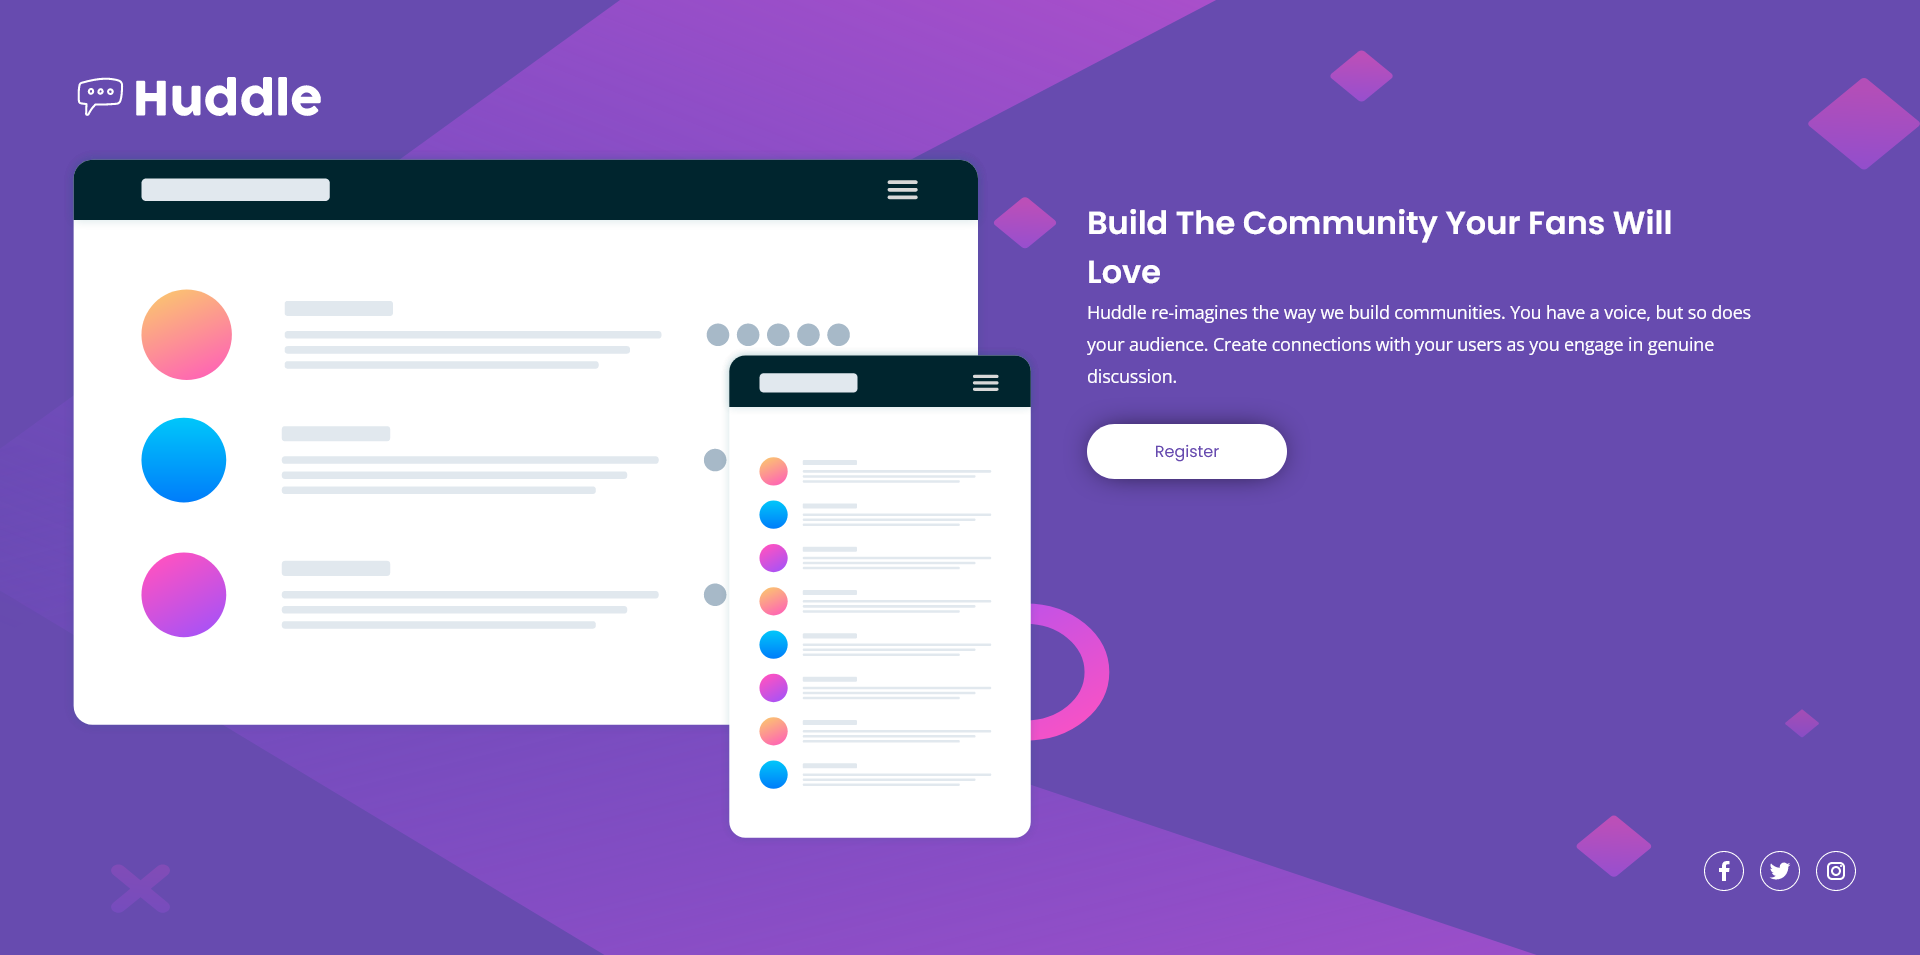 Huddle
Build The Community Your Fans Will
Love
Huddle re-imagines the way we build communities. You have a voice, but so does
your audience. Create connections with your users as you engage in genuine
discussion.
Register